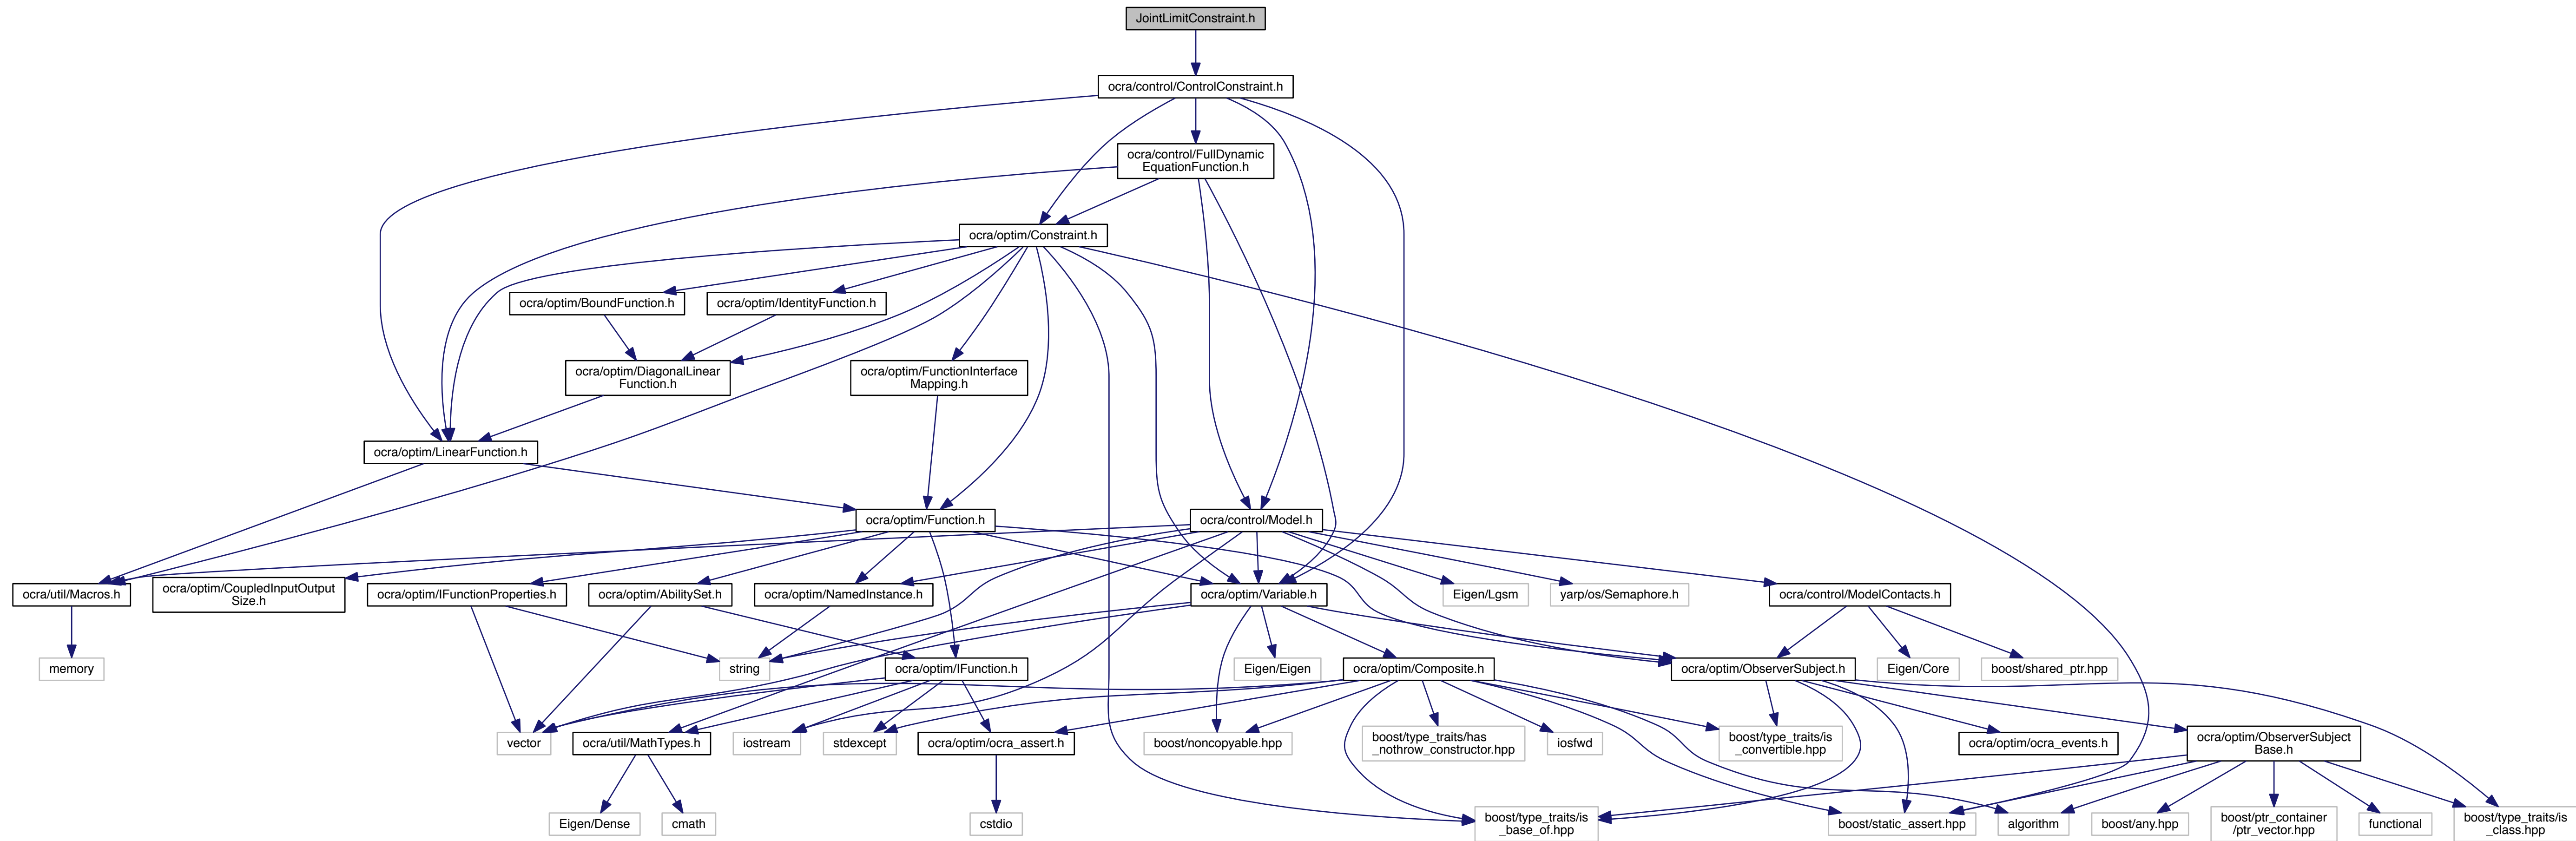 JointLimitConstraint.h
ocra/control/ControlConstraint.h
ocra/control/FullDynamic
EquationFunction.h
ocra/optim/Constraint.h
ocra/optim/BoundFunction.h
ocra/optim/IdentityFunction.h
ocra/optim/DiagonalLinear
Function.h
ocra/optim/FunctionInterface
Mapping.h
ocra/optim/LinearFunction.h
ocra/optim/Function.h
ocra/control/Model.h
ocra/util/Macros.h
ocra/optim/CoupledInputOutput
Size.h
ocra/optim/IFunctionProperties.h
ocra/optim/AbilitySet.h
ocra/optim/NamedInstance.h
ocra/optim/Variable.h
Eigen/Lgsm
yarp/os/Semaphore.h
ocra/control/ModelContacts.h
memory
string
ocra/optim/IFunction.h
Eigen/Eigen
ocra/optim/Composite.h
ocra/optim/ObserverSubject.h
Eigen/Core
boost/shared_ptr.hpp
vector
ocra/util/MathTypes.h
iostream
stdexcept
ocra/optim/ocra_assert.h
boost/noncopyable.hpp
boost/type_traits/has
_nothrow_constructor.hpp
iosfwd
boost/type_traits/is
_convertible.hpp
ocra/optim/ocra_events.h
ocra/optim/ObserverSubject
Base.h
Eigen/Dense
cmath
cstdio
boost/type_traits/is
_base_of.hpp
boost/static_assert.hpp
algorithm
boost/any.hpp
boost/ptr_container
/ptr_vector.hpp
functional
boost/type_traits/is
_class.hpp